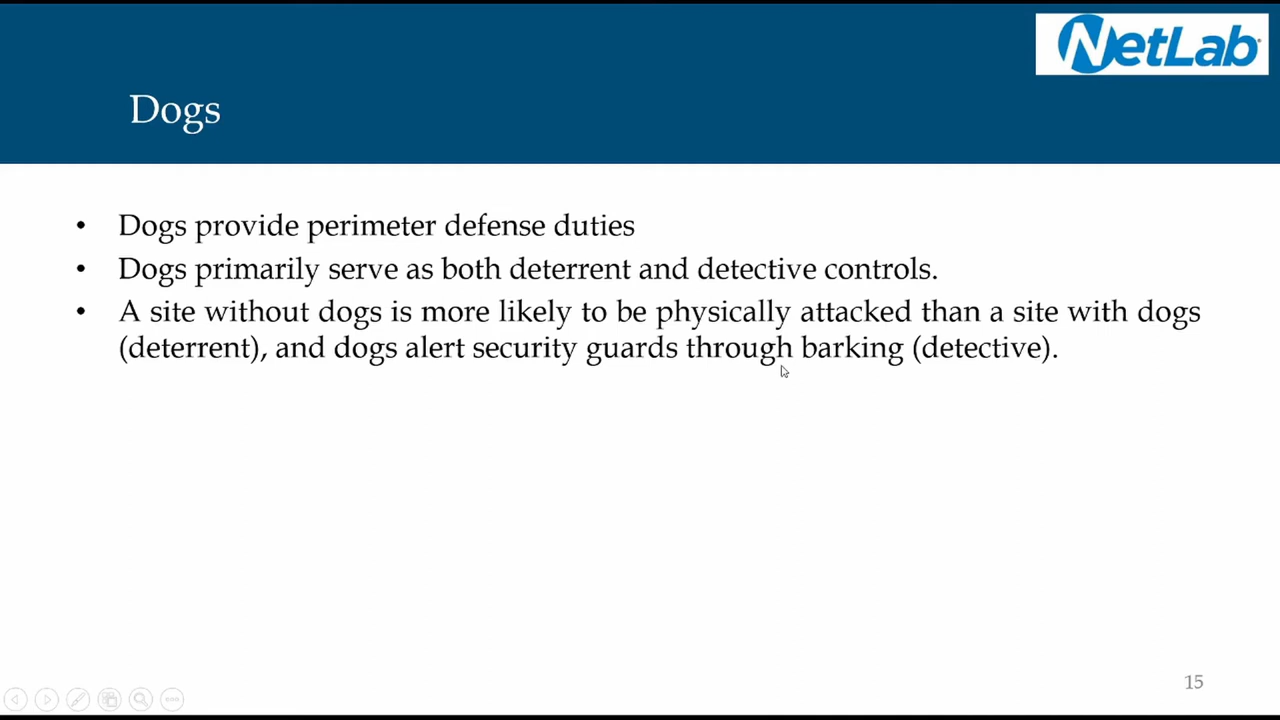 NetLab
Dogs
• Dogs provide perimeter defense duties
• Dogs primarily serve as both deterrent and detective controls.
• A site without dogs is more likely to be physically attacked than a site with dogs
(deterrent), and dogs alert security guards through barking (detective).
15